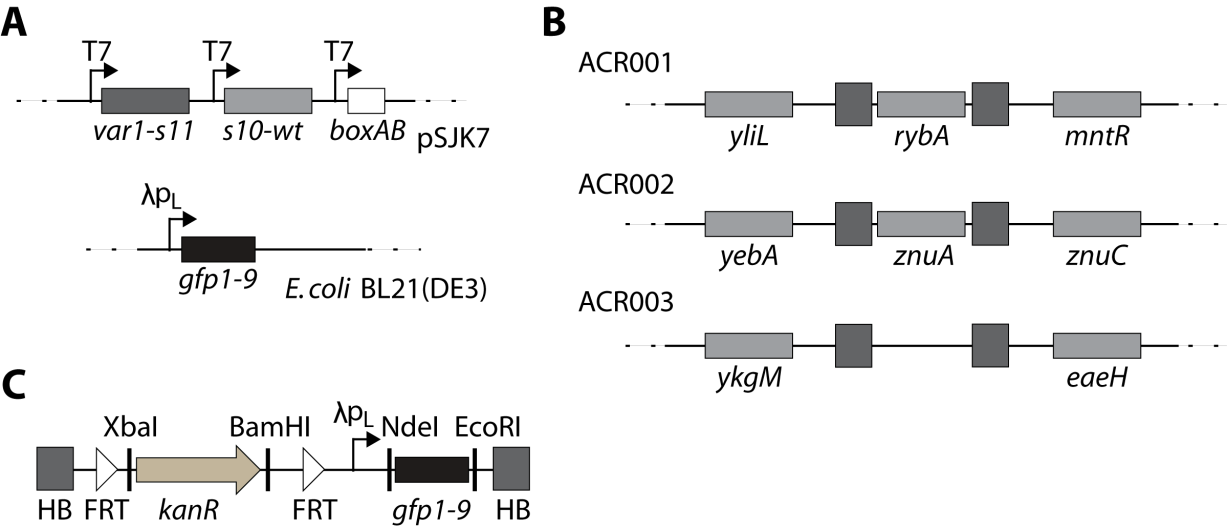 A
T7 T7 T7
var1-s11 s10-wt boxAB pSJK7
λpL
gfp1-9 E. coli BL21(DE3)
B
ACR001
yliL rybA mntR
ACR002
yebA znuA znuC
ACR003
ykgM eaeH
C
XbaI BamHI λpL NdeI EcoRI
HB FRT kanR FRT gfp1-9 HB